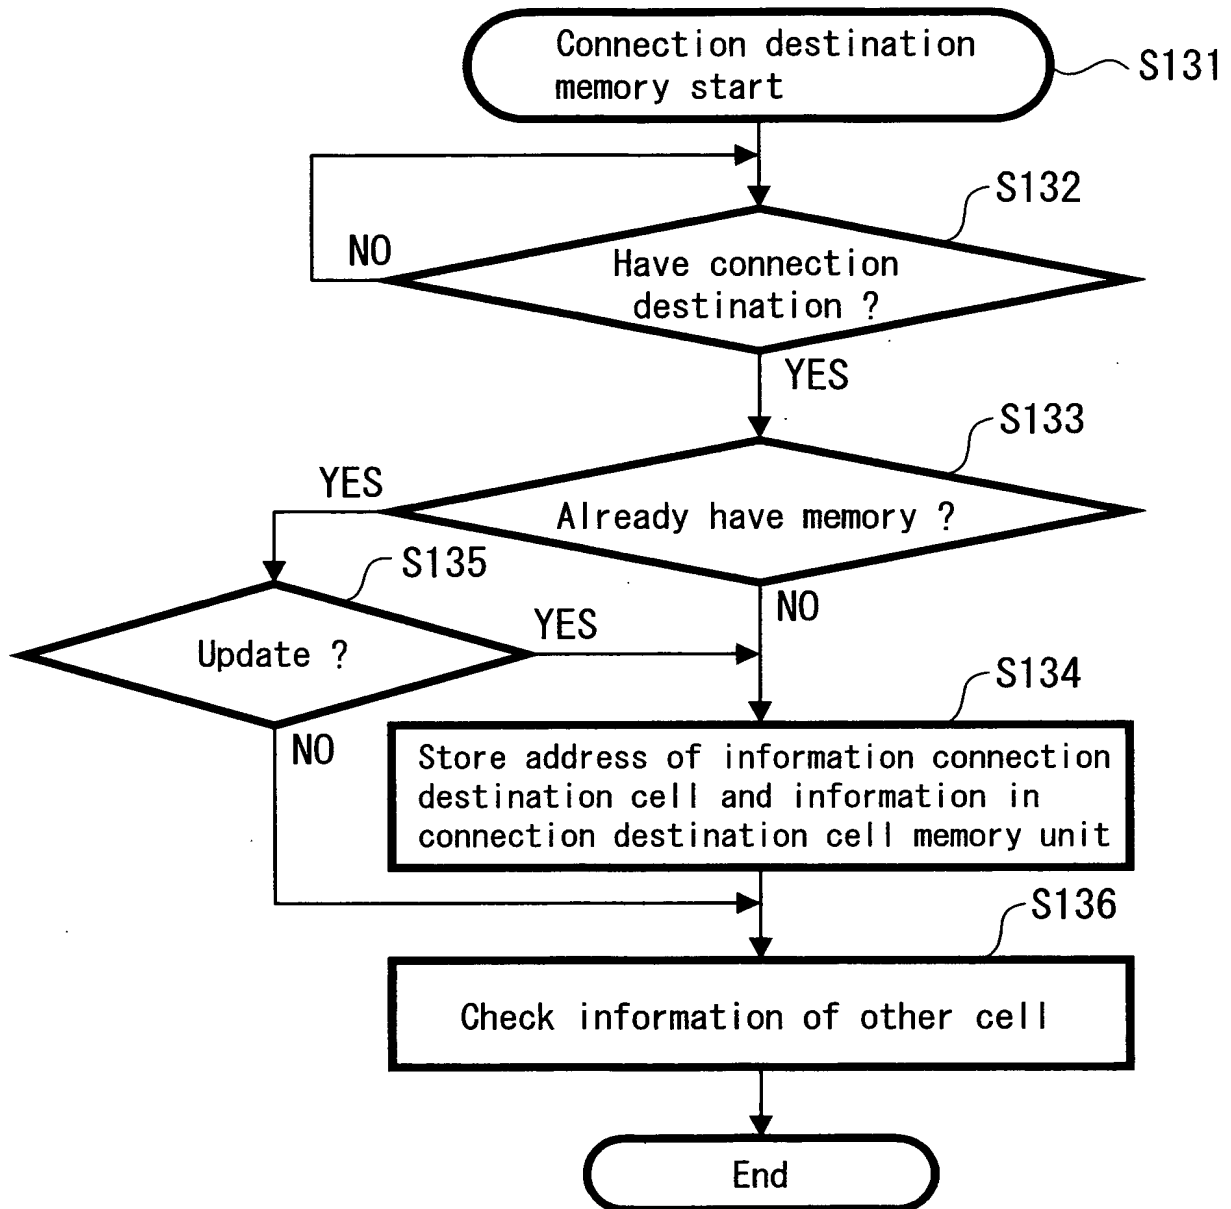 Connection destination
memory start
S131
S132
NO
Have connection
destination ?
YES
S133
YES
Already have memory ?
S135
NO
YES
Update ?
S134
NO
Store address of information connection
destination cell and information in
connection destination cell memory unit
S136
Check information of other cell
End